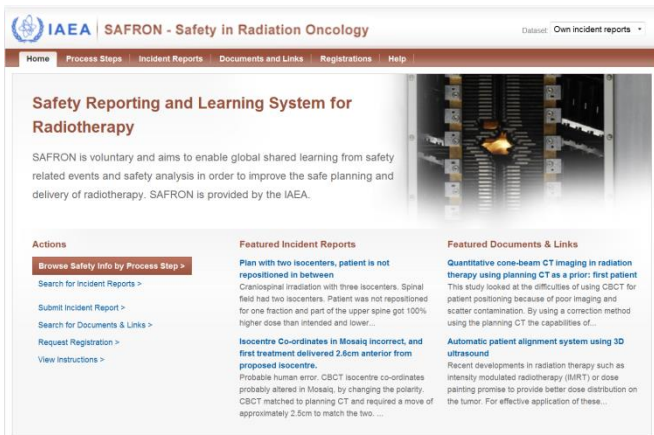 IAEA SAFRON - Safety in Radiation Oncology
Dataset: Own incident reports
Home Process Steps Incident Reports Documents and Links Registrations Help
Safety Reporting and Learning System for
Radiotherapy
SAFRON is voluntary and aims to enable global shared learning from safety
related events and safety analysis in order to improve the safe planning and
delivery of radiotherapy. SAFRON is provided by the IAEA.
Actions
Browse Safety Info by Process Step >
Search for Incident Reports >
Submit Incident Report >
Search for Documents & Links >
Request Registration >
View Instructions >
Featured Incident Reports
Plan with two isocenters, patient is not
repositioned in between
Craniospinal irradiation with three isocenters. Spinal
field had two isocenters. Patient was not repositioned
for one fraction and part of the upper spine got 100%
higher dose than intended and lower...
Isocentre Co-ordinates in Mosaiq incorrect, and
first treatment delivered 2.6cm anterior from
proposed isocentre.
Probable human error. CBCT isocentre co-ordinates
probably altered in Mosaiq, by changing the polarity.
CBCT matched to planning CT and required a move of
approximately 2.5cm to match the two. ...
Featured Documents & Links
Quantitative cone-beam CT imaging in radiation
therapy using planning CT as a prior: first patient
This study looked at the difficulties of using CBCT for
patient positioning because of poor imaging and
scatter contamination. By using a correction method
using the planning CT the capabilities of...
Automatic patient alignment system using 3D
ultrasound
Recent developments in radiation therapy such as
intensity modulated radiotherapy (IMRT) or dose
painting promise to provide better dose distribution on
the tumor. For effective application of these...